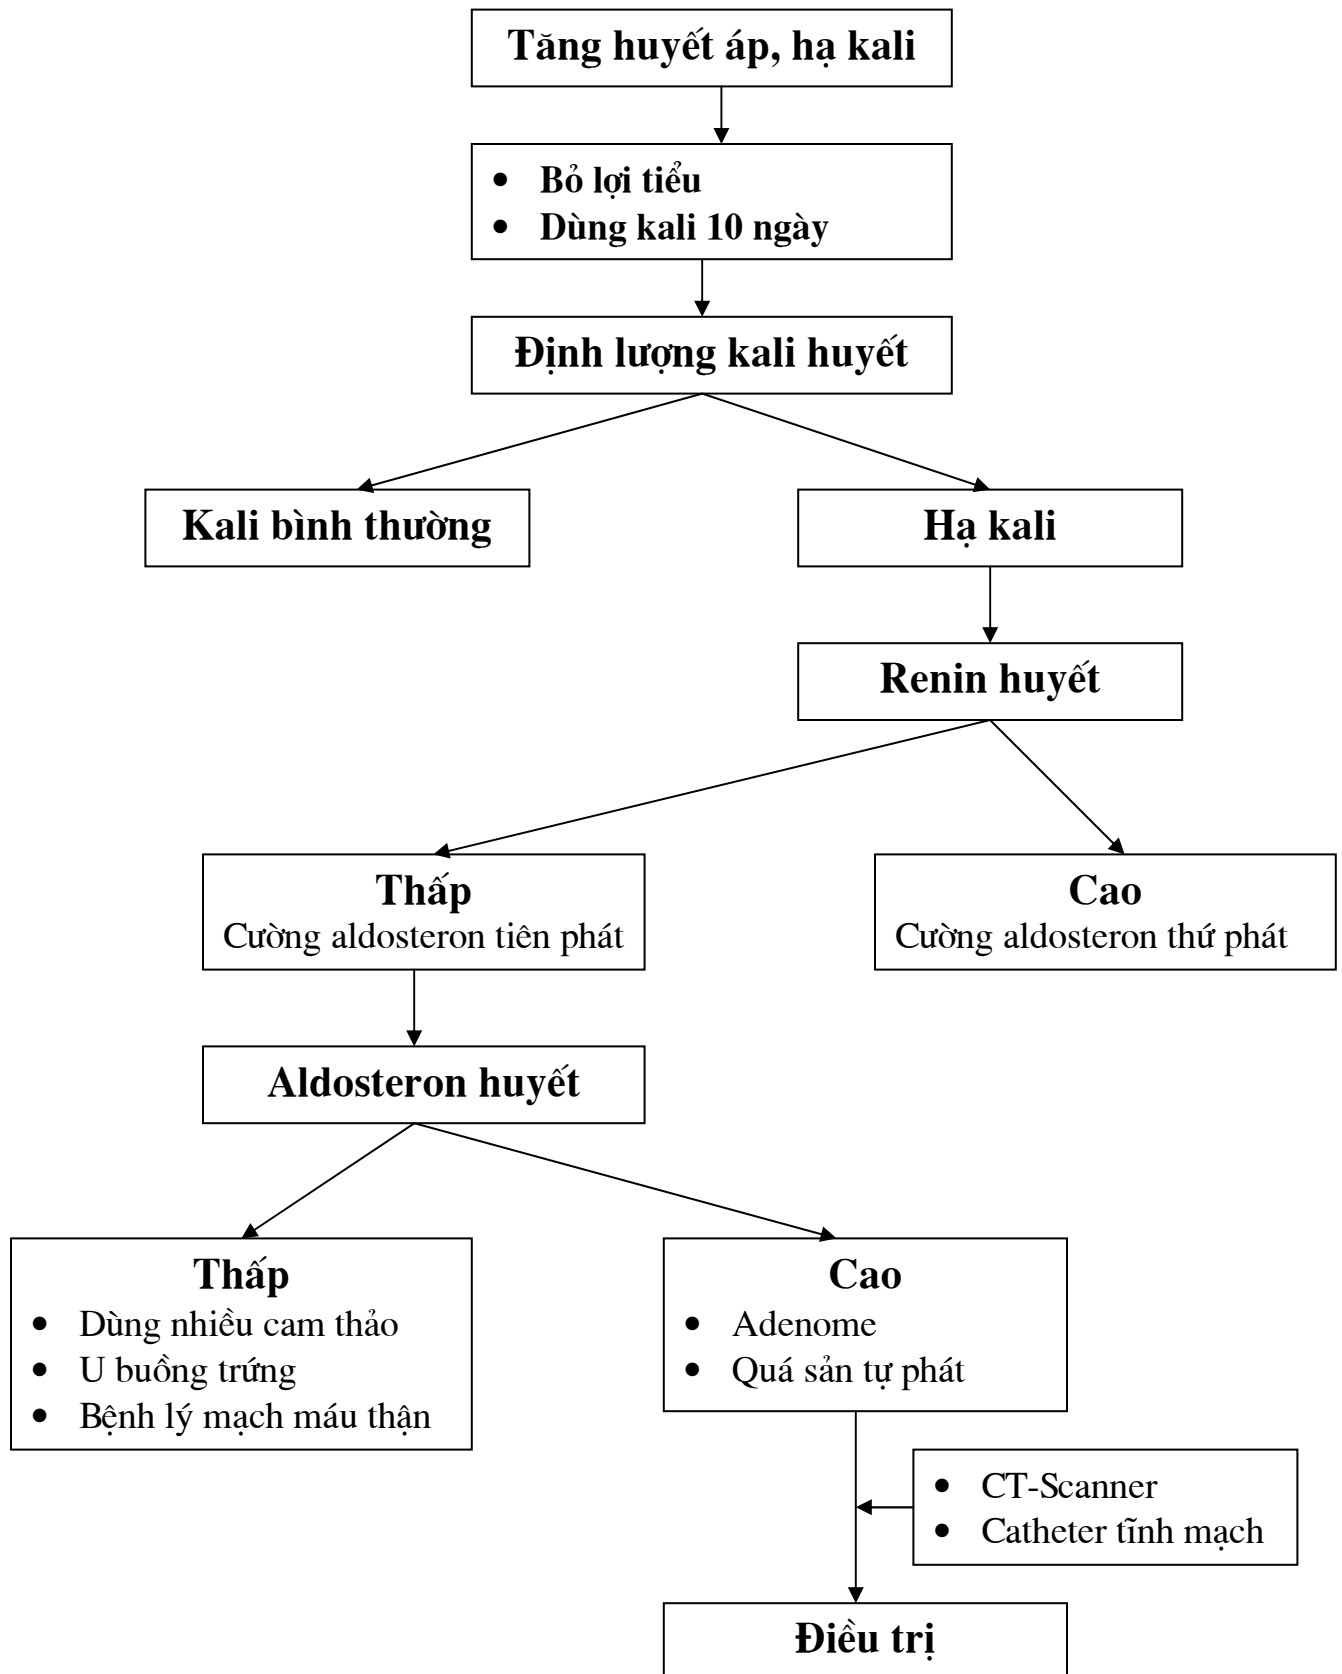 Tăng huyết áp, hạ kali
• Bỏ lợi tiểu
• Dùng kali 10 ngày
Định lượng kali huyết
Kali bình thường
Hạ kali
Renin huyết
Thấp
Cường aldosteron tiên phát
Cao
Cường aldosteron thứ phát
Aldosteron huyết
Thấp
• Dùng nhiều cam thảo
• U buồng trứng
• Bệnh lý mạch máu thận
Cao
• Adenome
• Quá sản tự phát
• CT-Scanner
• Catheter tĩnh mạch
Điều trị